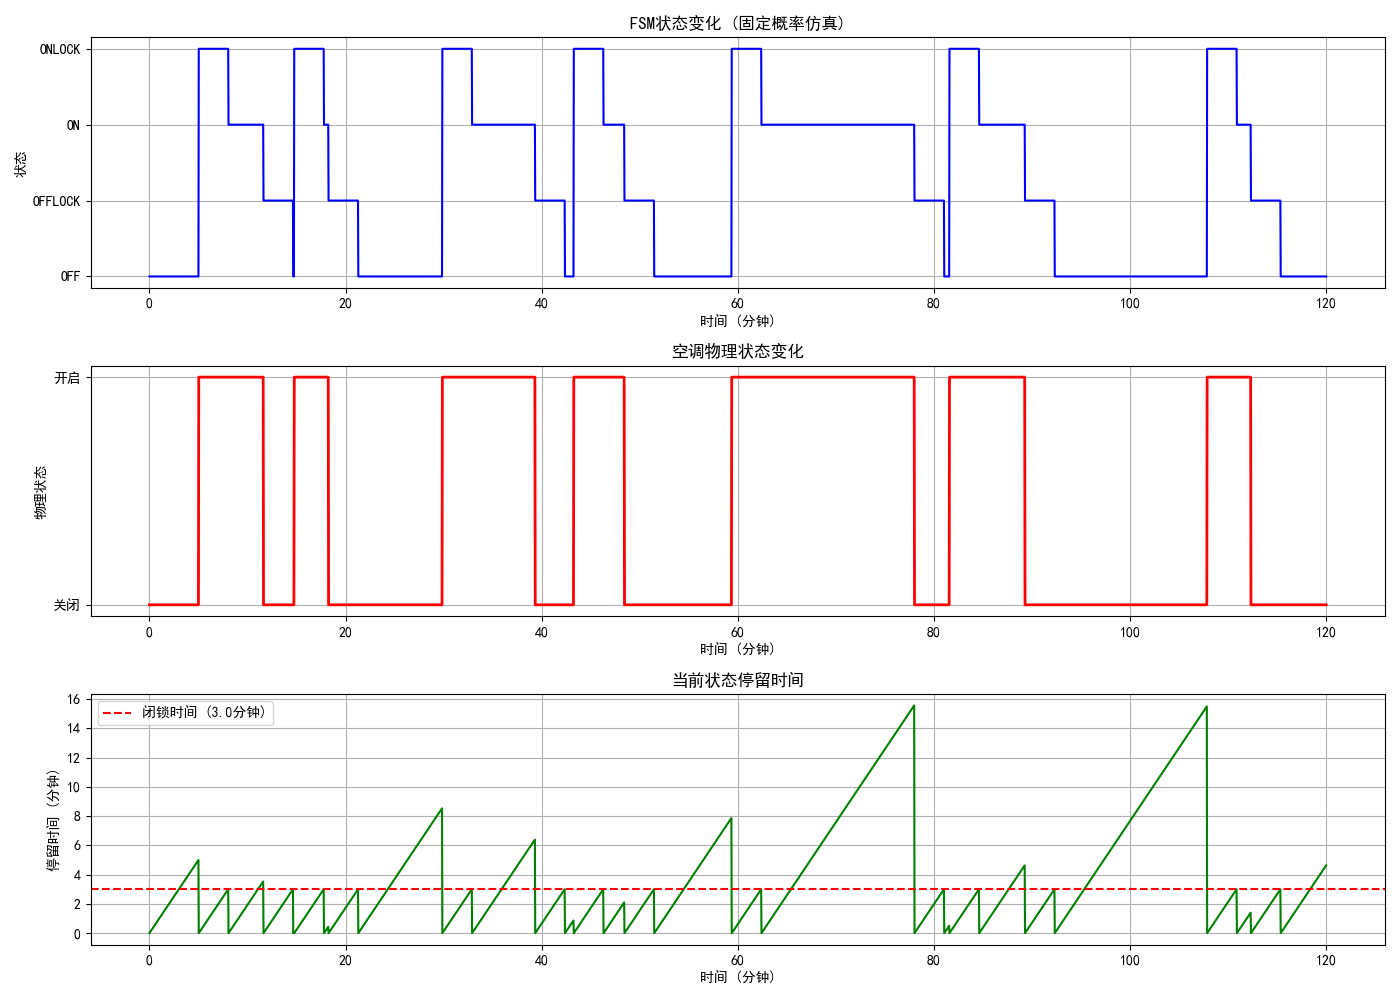 FSM状态变化 (固定概率仿真)
ONLOCK
ON
OFFLOCK
OFF
状态
0 20 40 60 80 100 120
时间 (分钟)
空调物理状态变化
开启
关闭
物理状态
0 20 40 60 80 100 120
时间 (分钟)
当前状态停留时间
闭锁时间 (3.0分钟)
16
14
12
10
8
6
4
2
0
停留时间 (分钟)
0 20 40 60 80 100 120
时间 (分钟)